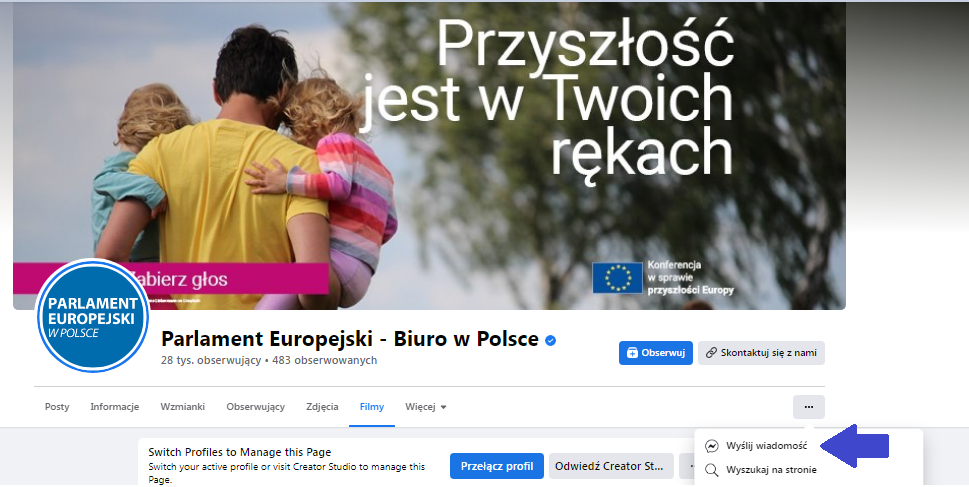 Przyszłość
jest w Twoich
rękach
abierz głos
Konferencja
w sprawie
przyszłości Europy
PARLAMENT
EUROPEJSKI
W POLSCE
Parlament Europejski - Biuro w Polsce
28 tys. obserwujący • 483 obserwowanych
Obserwuj
Skontaktuj się z nami
Posty Informacje Wzmianki Obserwujący Zdjęcia Filmy Więcej
Switch Profiles to Manage this Page
Switch your active profile or visit Creator Studio to manage this
Page.
Przełącz profil
Odwiedź Creator St...
Wyślij wiadomość
Wyszukaj na stronie